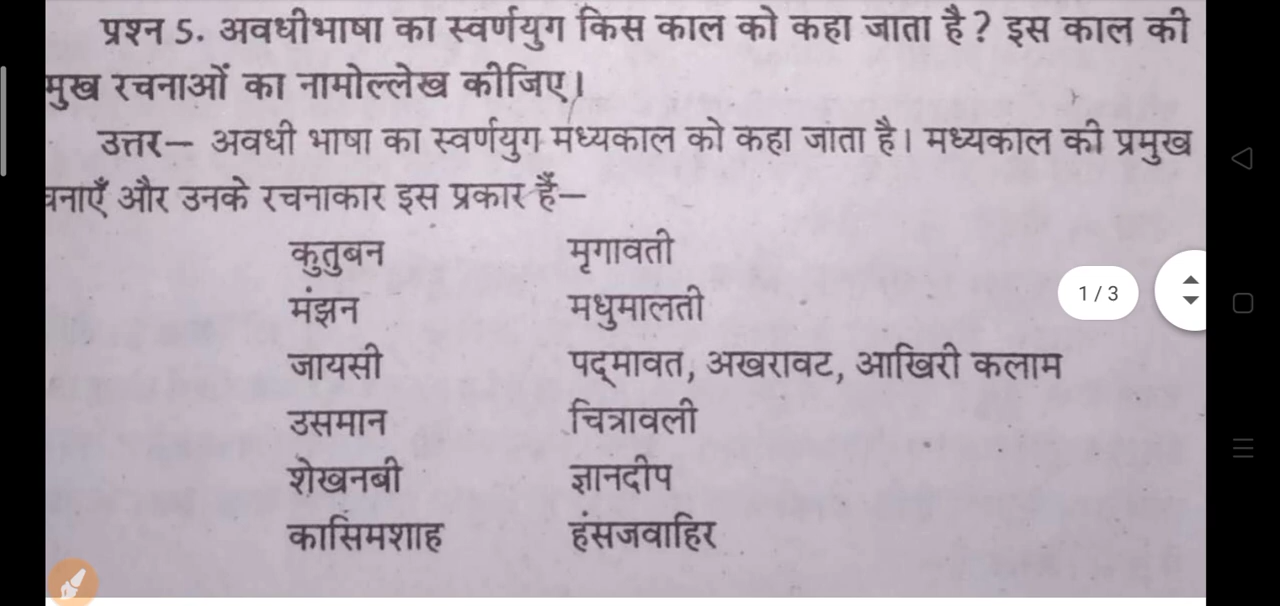 प्रश्न 5. अवधीभाषा का स्वर्णयुग किस काल को कहा जाता है? इस काल की
मुख रचनाओं का नामोल्लेख कीजिए।
उत्तर– अवधी भाषा का स्वर्णयुग मध्यकाल को कहा जाता है। मध्यकाल की प्रमुख
चनाएँ और उनके रचनाकार इस प्रकार हैं–
कुतुबन मृगावती
मंझन मधुमालती
जायसी पद्मावत, अखरावट, आखिरी कलाम
1 / 3
उसमान चित्रावली
शेखनबी ज्ञानदीप
कासिमशाह हंसजवाहिर